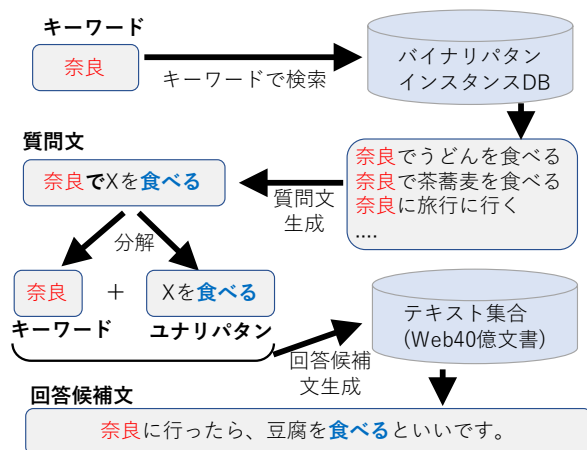 キーワード
奈良
キーワードで検索
バイナリパタン
インスタンスDB
質問文
奈良でXを食べる
質問文
生成
奈良でうどんを食べる
奈良で茶蕎麦を食べる
奈良に旅行に行く
....
分解
奈良
+
Xを食べる
キーワード
ユナリパタン
テキスト集合
(Web40億文書)
回答候補
文生成
回答候補文
奈良に行ったら、豆腐を食べるといいです。